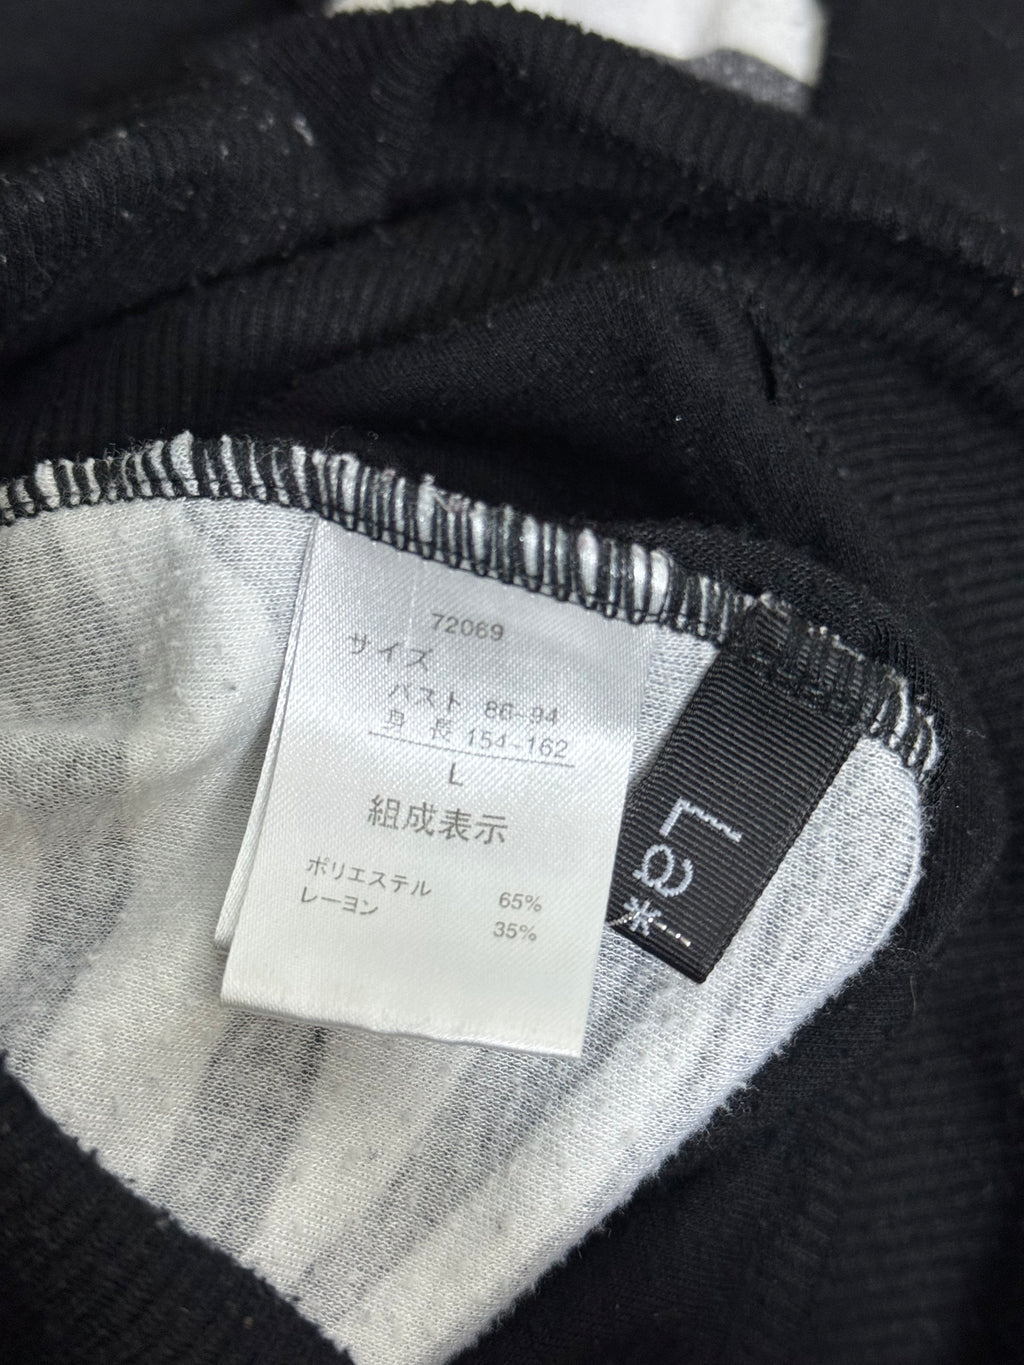 72069
サイズ
バスト 86-94
身 長 154-162
L
組成表示
ポリエステル 65%
レーヨン 35%